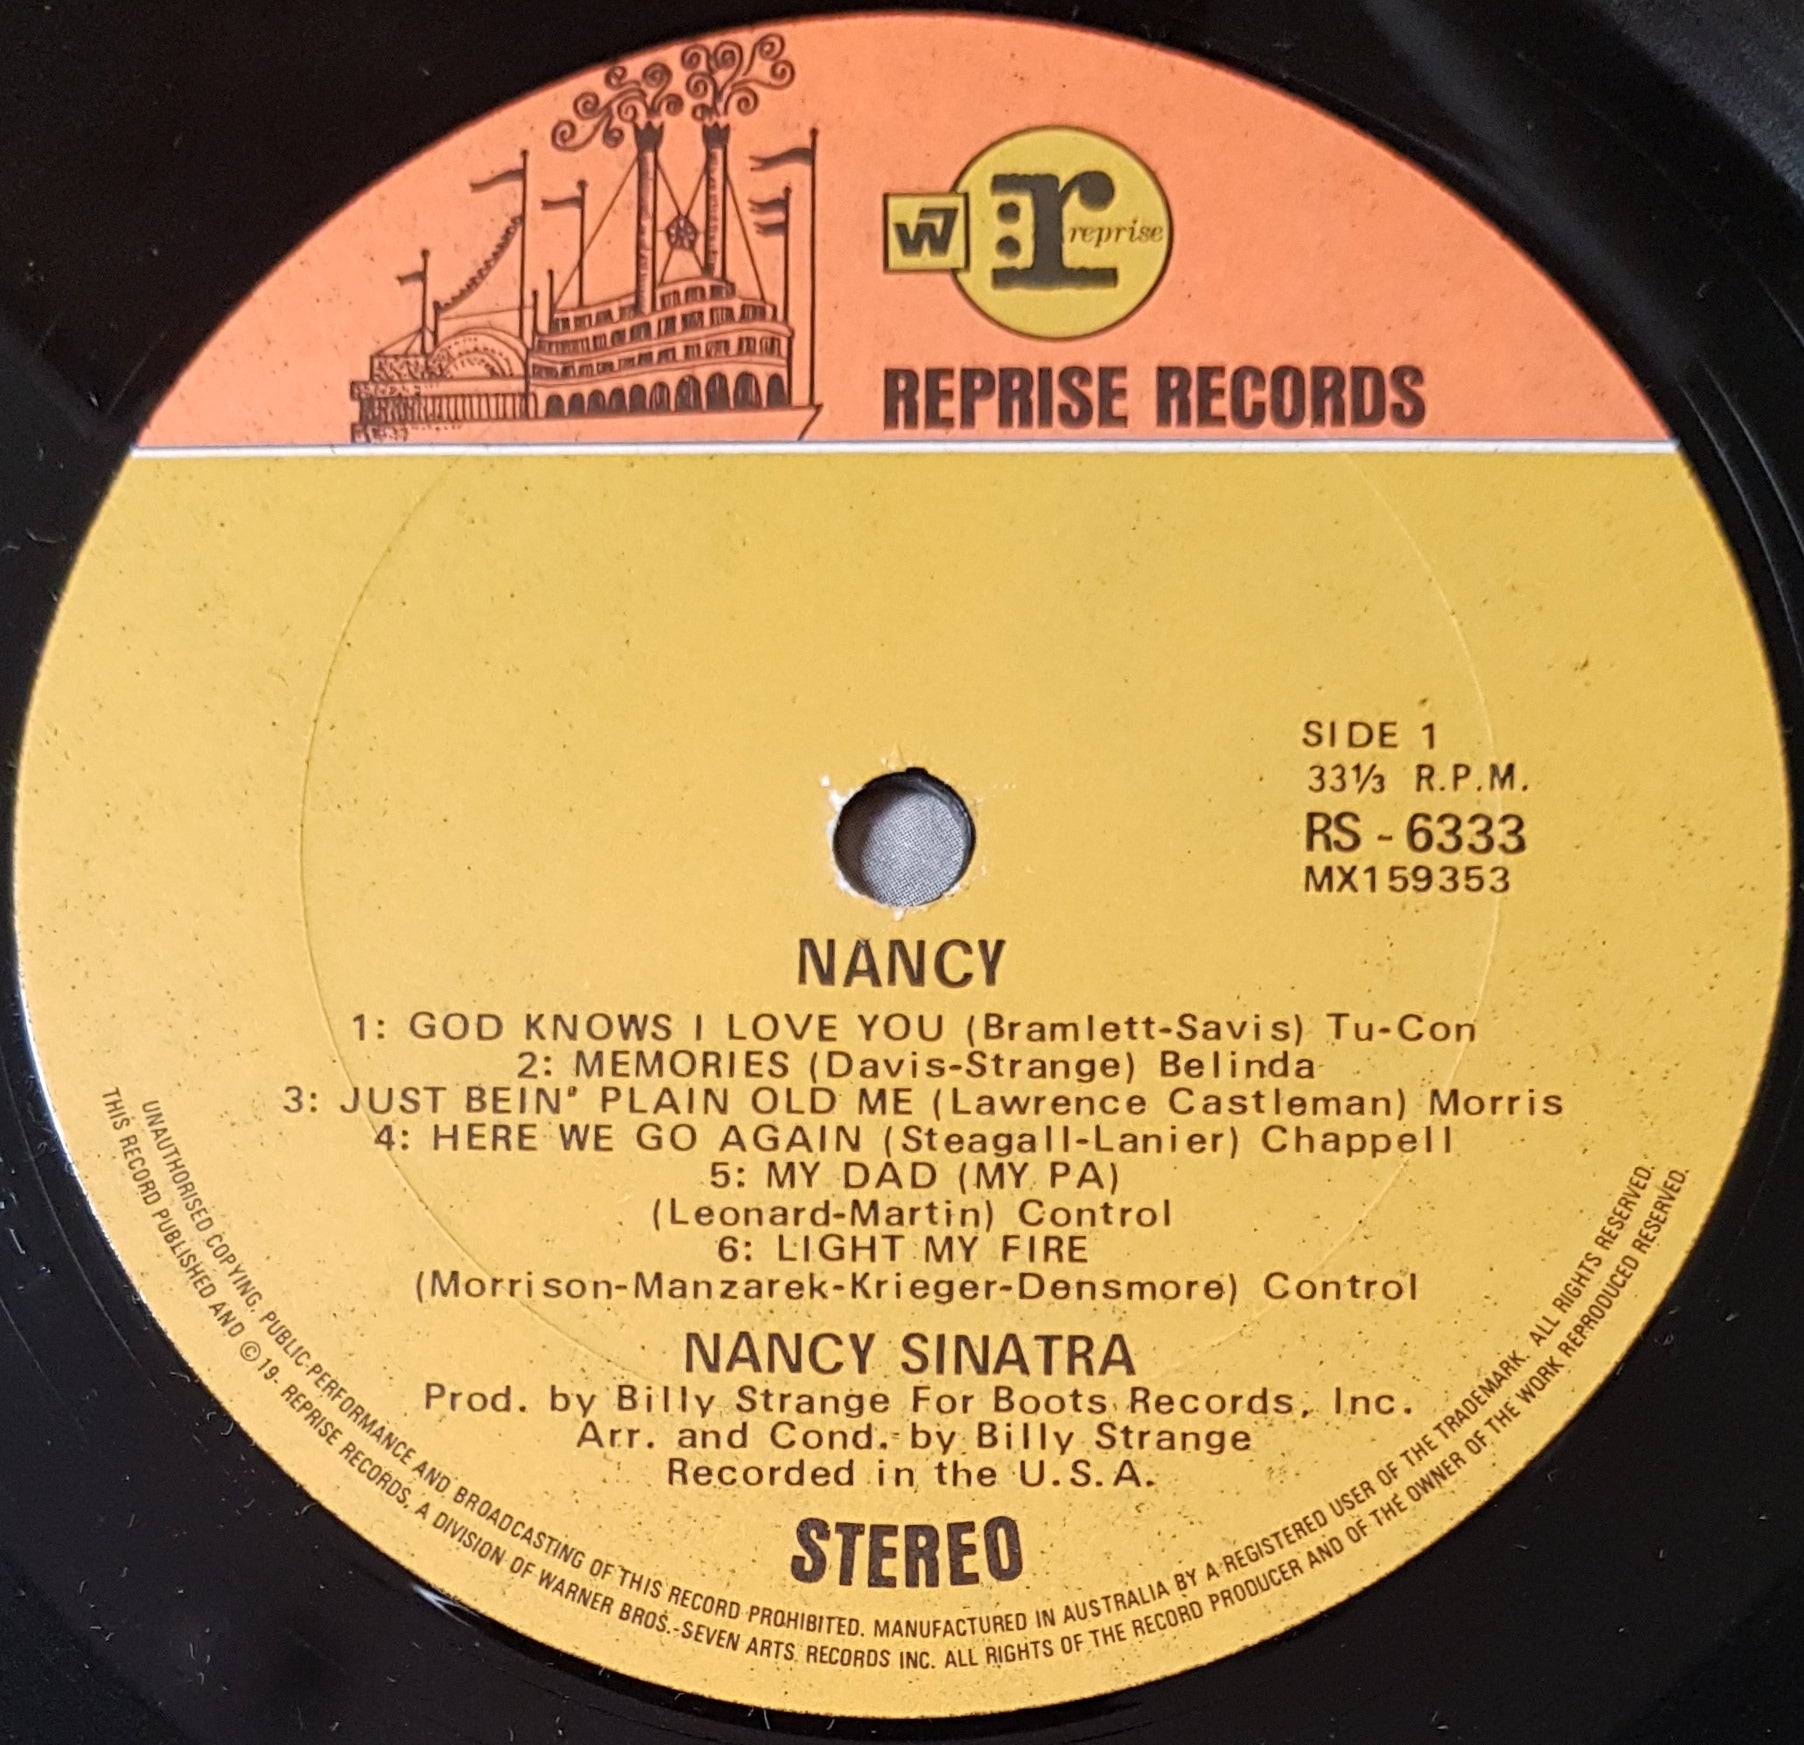 W7
r reprise
REPRISE RECORDS
SIDE 1
33⅓ R.P.M.
RS - 6333
MX159353
NANCY
1: GOD KNOWS I LOVE YOU (Bramlett-Savis) Tu-Con
2: MEMORIES (Davis-Strange) Belinda
3: JUST BEIN' PLAIN OLD ME (Lawrence Castleman) Morris
4: HERE WE GO AGAIN (Steagall-Lanier) Chappell
5: MY DAD (MY PA)
(Leonard-Martin) Control
6: LIGHT MY FIRE
(Morrison-Manzarek-Krieger-Densmore) Control
NANCY SINATRA
Prod. by Billy Strange For Boots Records, Inc.
Arr. and Cond. by Billy Strange
Recorded in the U.S.A.
STEREO
UNAUTHORISED COPYING, PUBLIC PERFORMANCE AND BROADCASTING OF THIS RECORD PROHIBITED. MANUFACTURED IN AUSTRALIA BY A REGISTERED USER OF THE TRADEMARK. ALL RIGHTS RESERVED.
THIS RECORD PUBLISHED AND © 19- REPRISE RECORDS, A DIVISION OF WARNER BROS.-SEVEN ARTS RECORDS INC. ALL RIGHTS OF THE RECORD PRODUCER AND OF THE OWNER OF THE WORK REPRODUCED RESERVED.